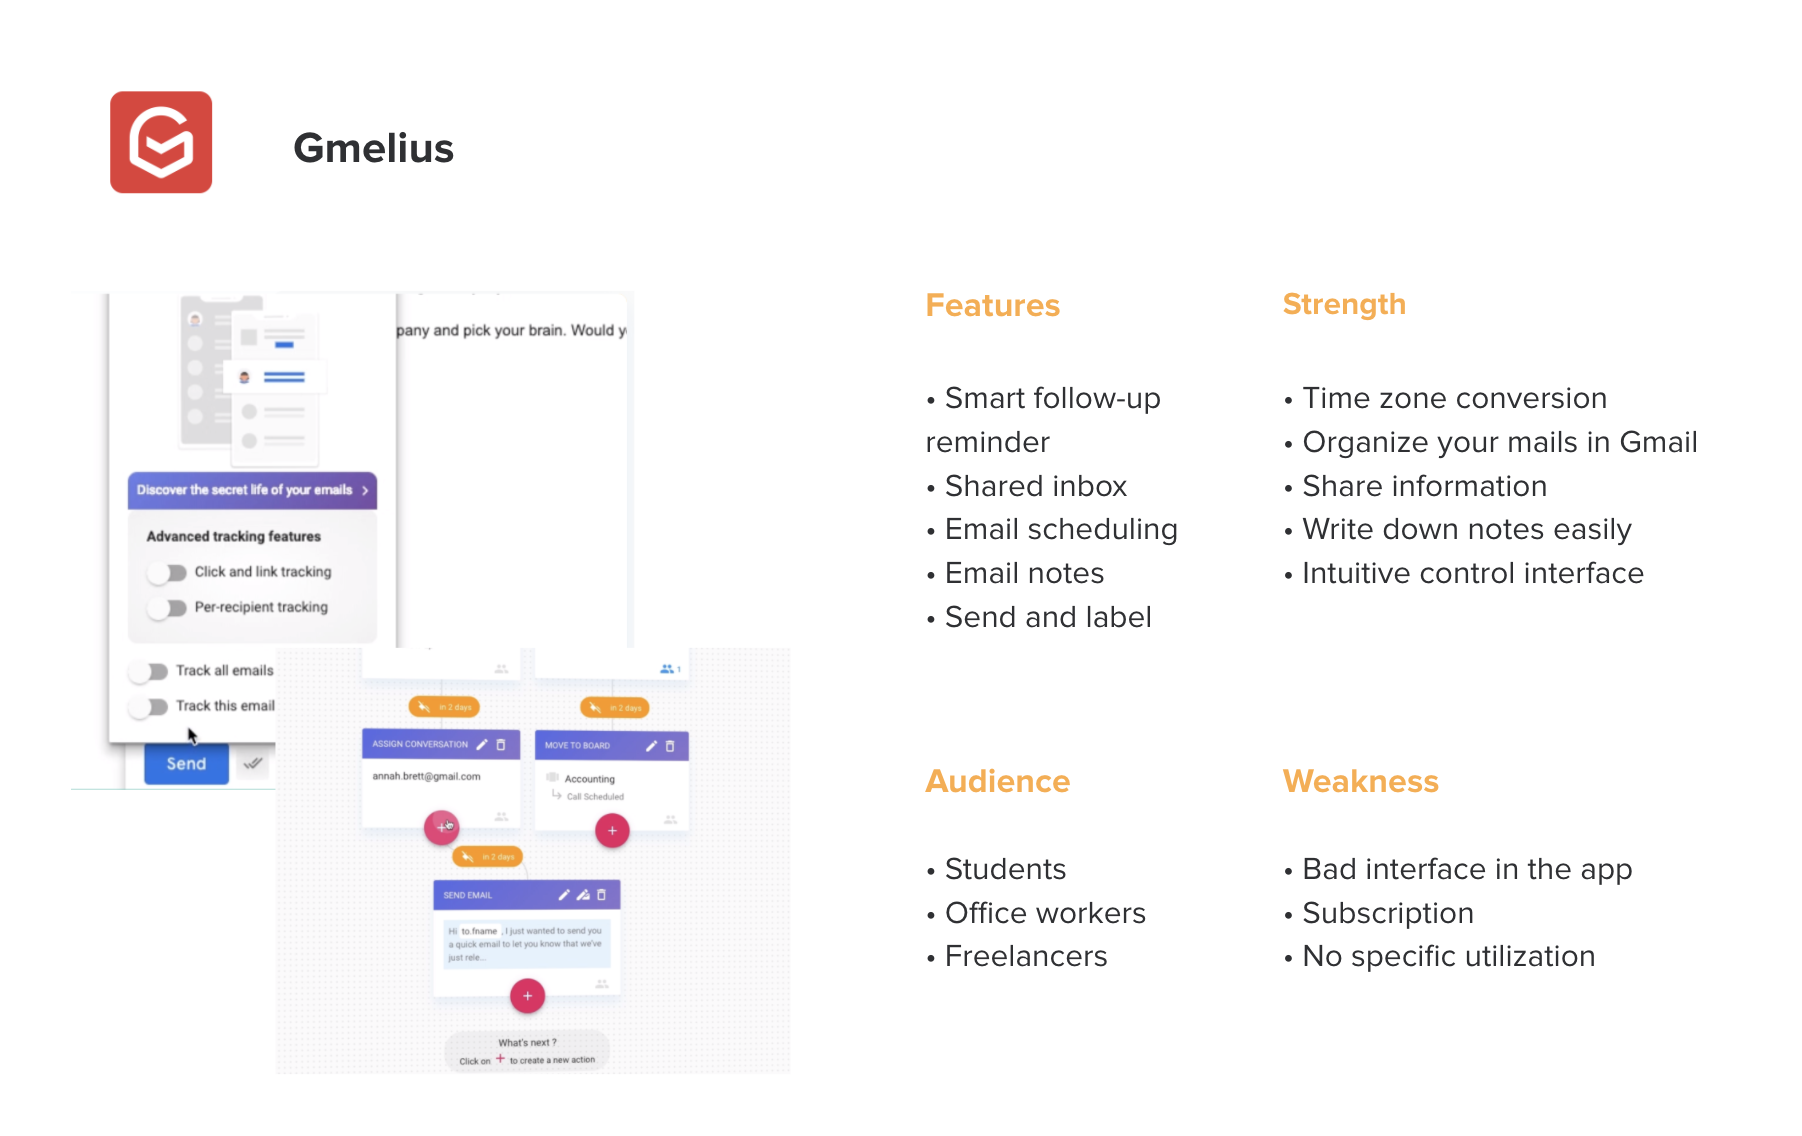 Gmelius
pany and pick your brain. Would y
Discover the secret life of your emails
Advanced tracking features
Click and link tracking
Per-recipient tracking
Track all emails
Track this email
Send
1
in 2 days
in 2 days
ASSIGN CONVERSATION
annah.brett@gmail.com
MOVE TO BOARD
Accounting
Call Scheduled
in 2 days
SEND EMAIL
Hi to.fname , I just wanted to send you
a quick email to let you know that we've
just rele...
What's next ?
Click on + to create a new action
Features
• Smart follow-up
reminder
• Shared inbox
• Email scheduling
• Email notes
• Send and label
Strength
• Time zone conversion
• Organize your mails in Gmail
• Share information
• Write down notes easily
• Intuitive control interface
Audience
• Students
• Office workers
• Freelancers
Weakness
• Bad interface in the app
• Subscription
• No specific utilization